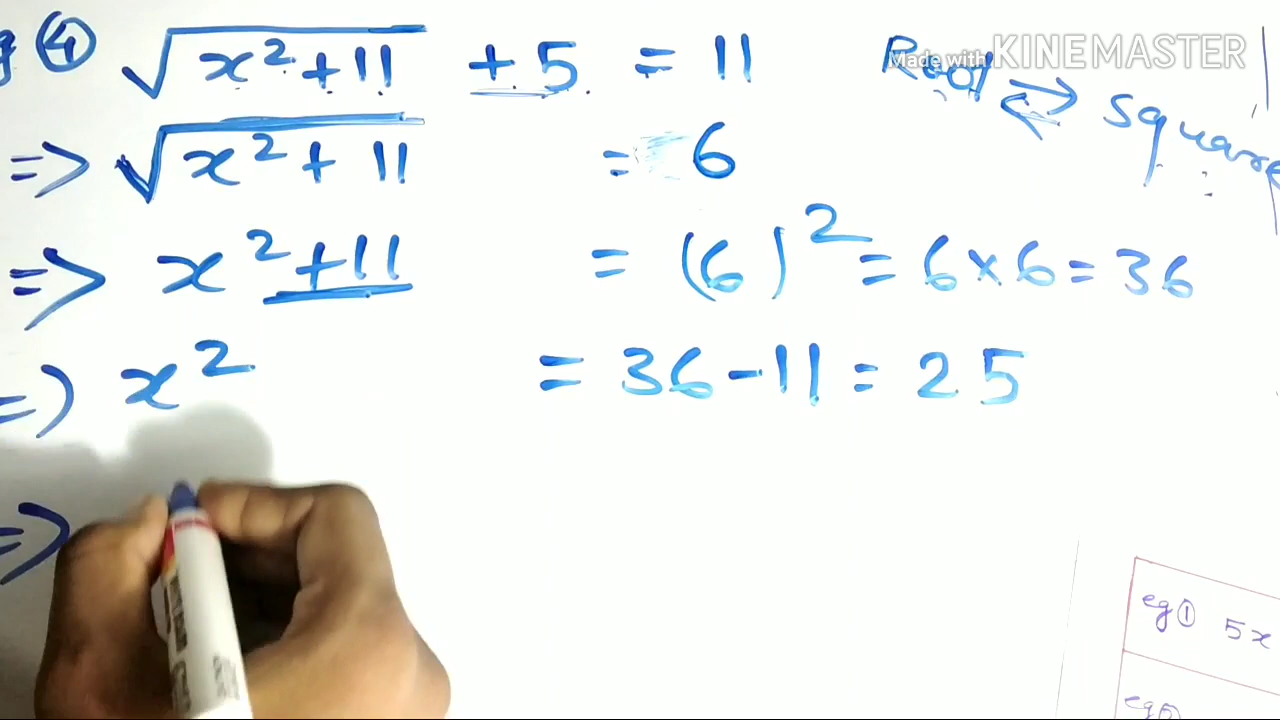 g ④ √(x²+11) +5 = 11
Root ⇄ square
Made with KINEMASTER
=> √(x²+11) = 6
=> x²+11 = (6)² = 6×6=36
=> x² = 36-11=25
=>
eg① 5x
eg②